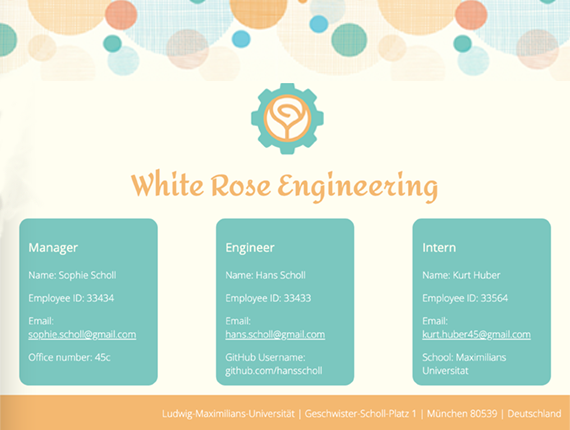 White Rose Engineering
Manager
Name: Sophie Scholl
Employee ID: 33434
Email:
sophie.scholl@gmail.com
Office number: 45c
Engineer
Name: Hans Scholl
Employee ID: 33433
Email:
hans.scholl@gmail.com
GitHub Username:
github.com/hansscholl
Intern
Name: Kurt Huber
Employee ID: 33564
Email:
kurt.huber45@gmail.com
School: Maximilians
Universitat
Ludwig-Maximilians-Universität | Geschwister-Scholl-Platz 1 | München 80539 | Deutschland